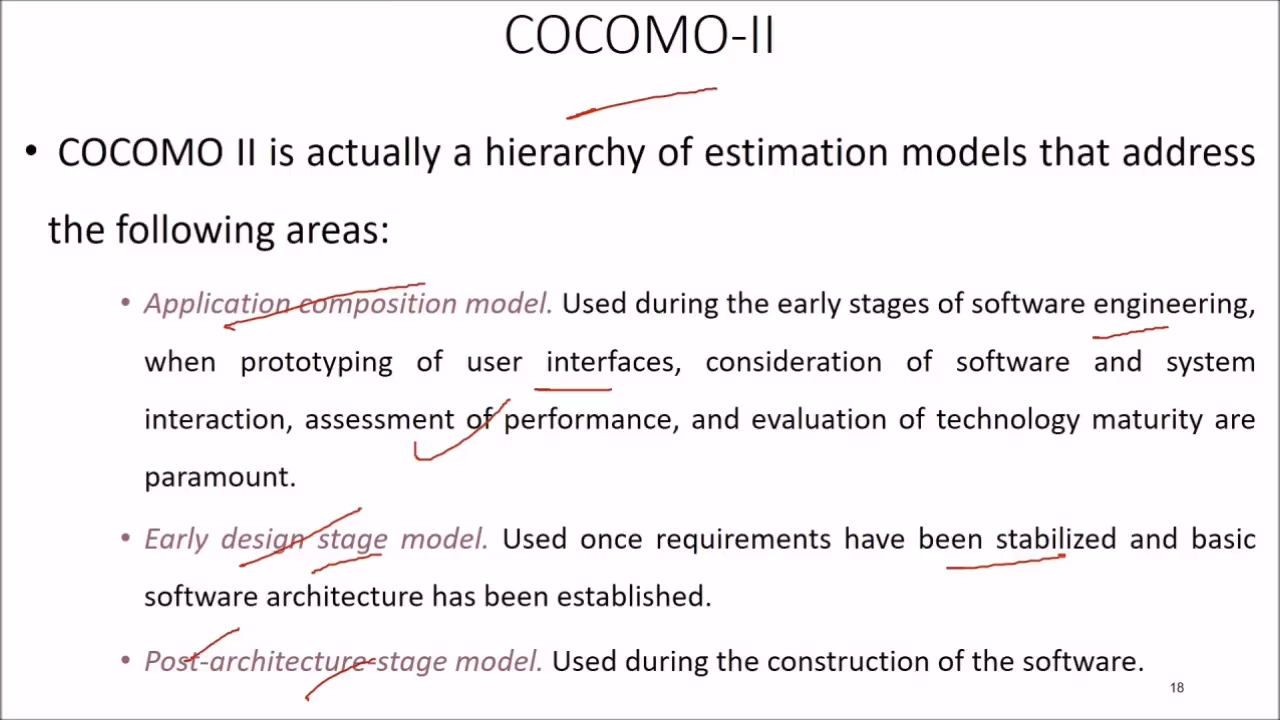 COCOMO-II
• COCOMO II is actually a hierarchy of estimation models that address
the following areas:
• Application composition model. Used during the early stages of software engineering,
when prototyping of user interfaces, consideration of software and system
interaction, assessment of performance, and evaluation of technology maturity are
paramount.
• Early design stage model. Used once requirements have been stabilized and basic
software architecture has been established.
• Post-architecture-stage model. Used during the construction of the software.
18